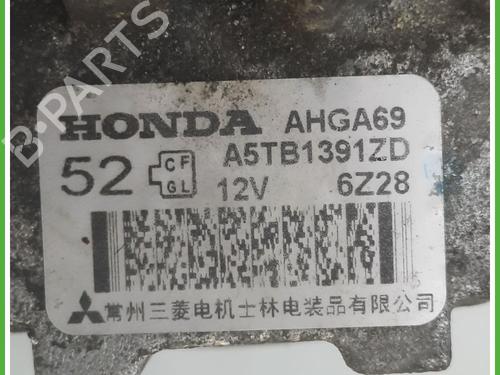 B-PARTS
HONDA AHGA69
52 CF GL A5TB1391ZD
12V 6Z28
常州三菱电机士林电装品有限公司